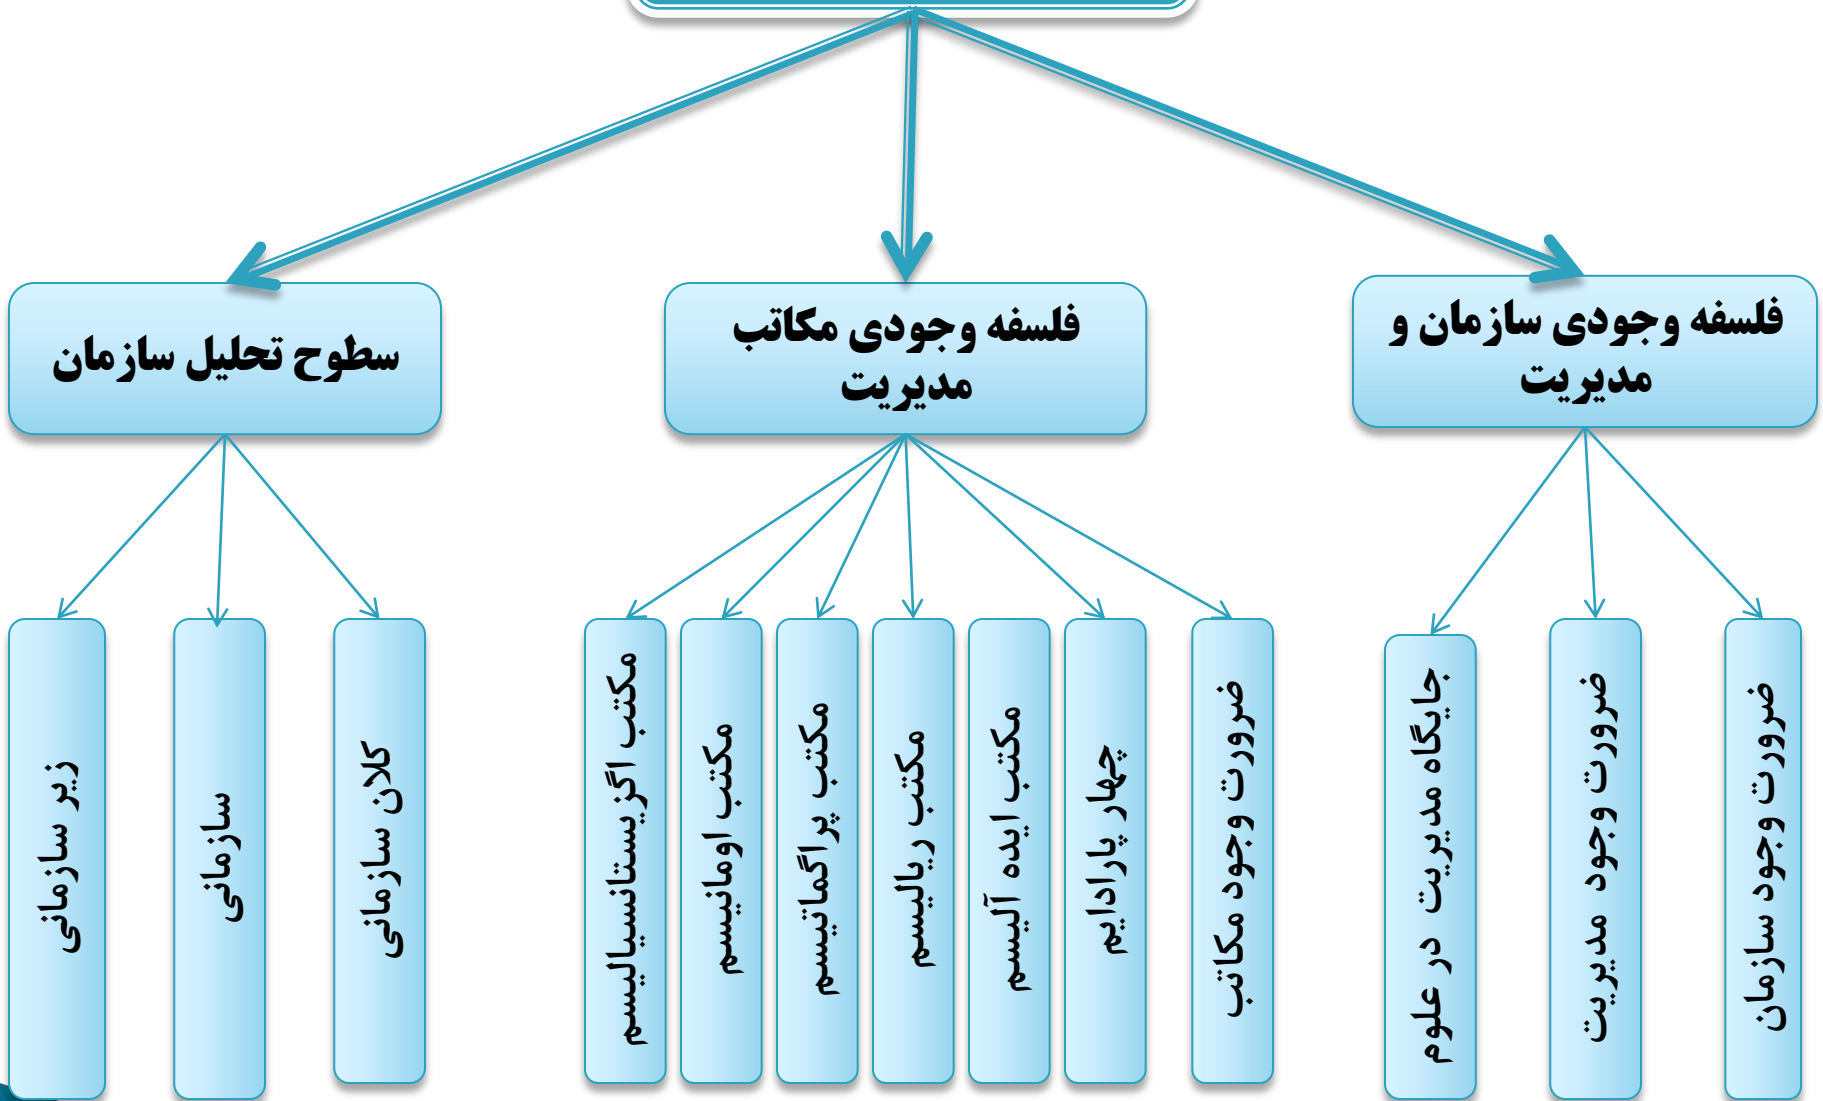 فلسفه وجودی سازمان و
مدیریت
فلسفه وجودی مکاتب
مدیریت
سطوح تحلیل سازمان
ضرورت وجود سازمان
ضرورت وجود مدیریت
جایگاه مدیریت در علوم
ضرورت وجود مکاتب
چهار پارادایم
مکتب ایده آلیسم
مکتب ریالیسم
مکتب پراگماتیسم
مکتب اومانیسم
مکتب اگزیستانسیالیسم
کلان سازمانی
سازمانی
زیر سازمانی